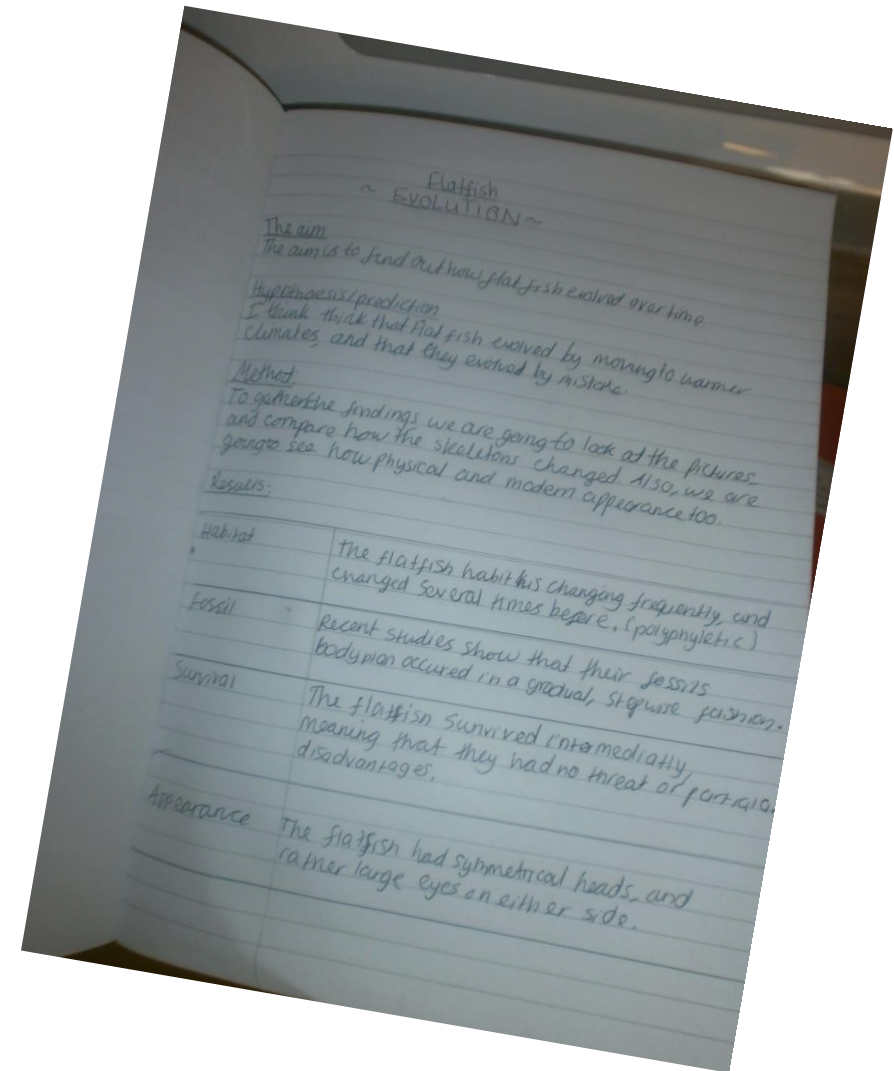 Flatfish
~ EVOLUTION ~
The aim
The aim is to find out how flatfish evolved over time.
Hypothaesis/prediction
I think think that flat fish evolved by moving to warmer
climates, and that they evolved by mistake.
Method:
To gather the findings we are going to look at the pictures
and compare how the skeletons changed. Also, we are
going to see how physical and modern appearance too.
Results:
Habitat
The flatfish habit his changing frequently, and
changed several times before. (polyphyletic)
Fossil
Recent studies show that their fossils
bodyplan occured in a gradual, stepwise fashion.
Survival
The flatfish survived intermediatly,
meaning that they had no threat or partial a.
disadvantages.
Appearance
The flatfish had symmetrical heads, and
rather large eyes on either side.